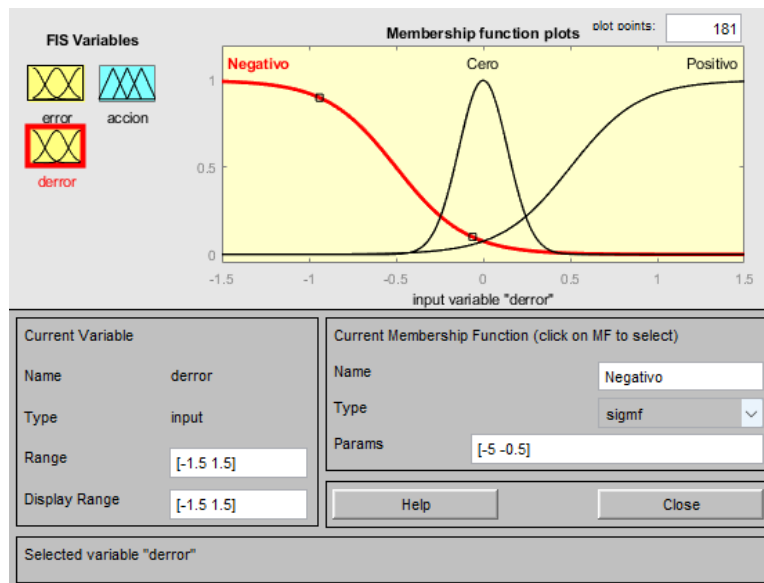 FIS Variables
error
accion
derror
Membership function plots
plot points:
181
Negativo
Cero
Positivo
1
0.5
0
-1.5
-1
-0.5
0
0.5
1
1.5
input variable "derror"
Current Variable
Name
derror
Type
input
Range
[-1.5 1.5]
Display Range
[-1.5 1.5]
Current Membership Function (click on MF to select)
Name
Negativo
Type
sigmf
Params
[-5 -0.5]
Help
Close
Selected variable "derror"